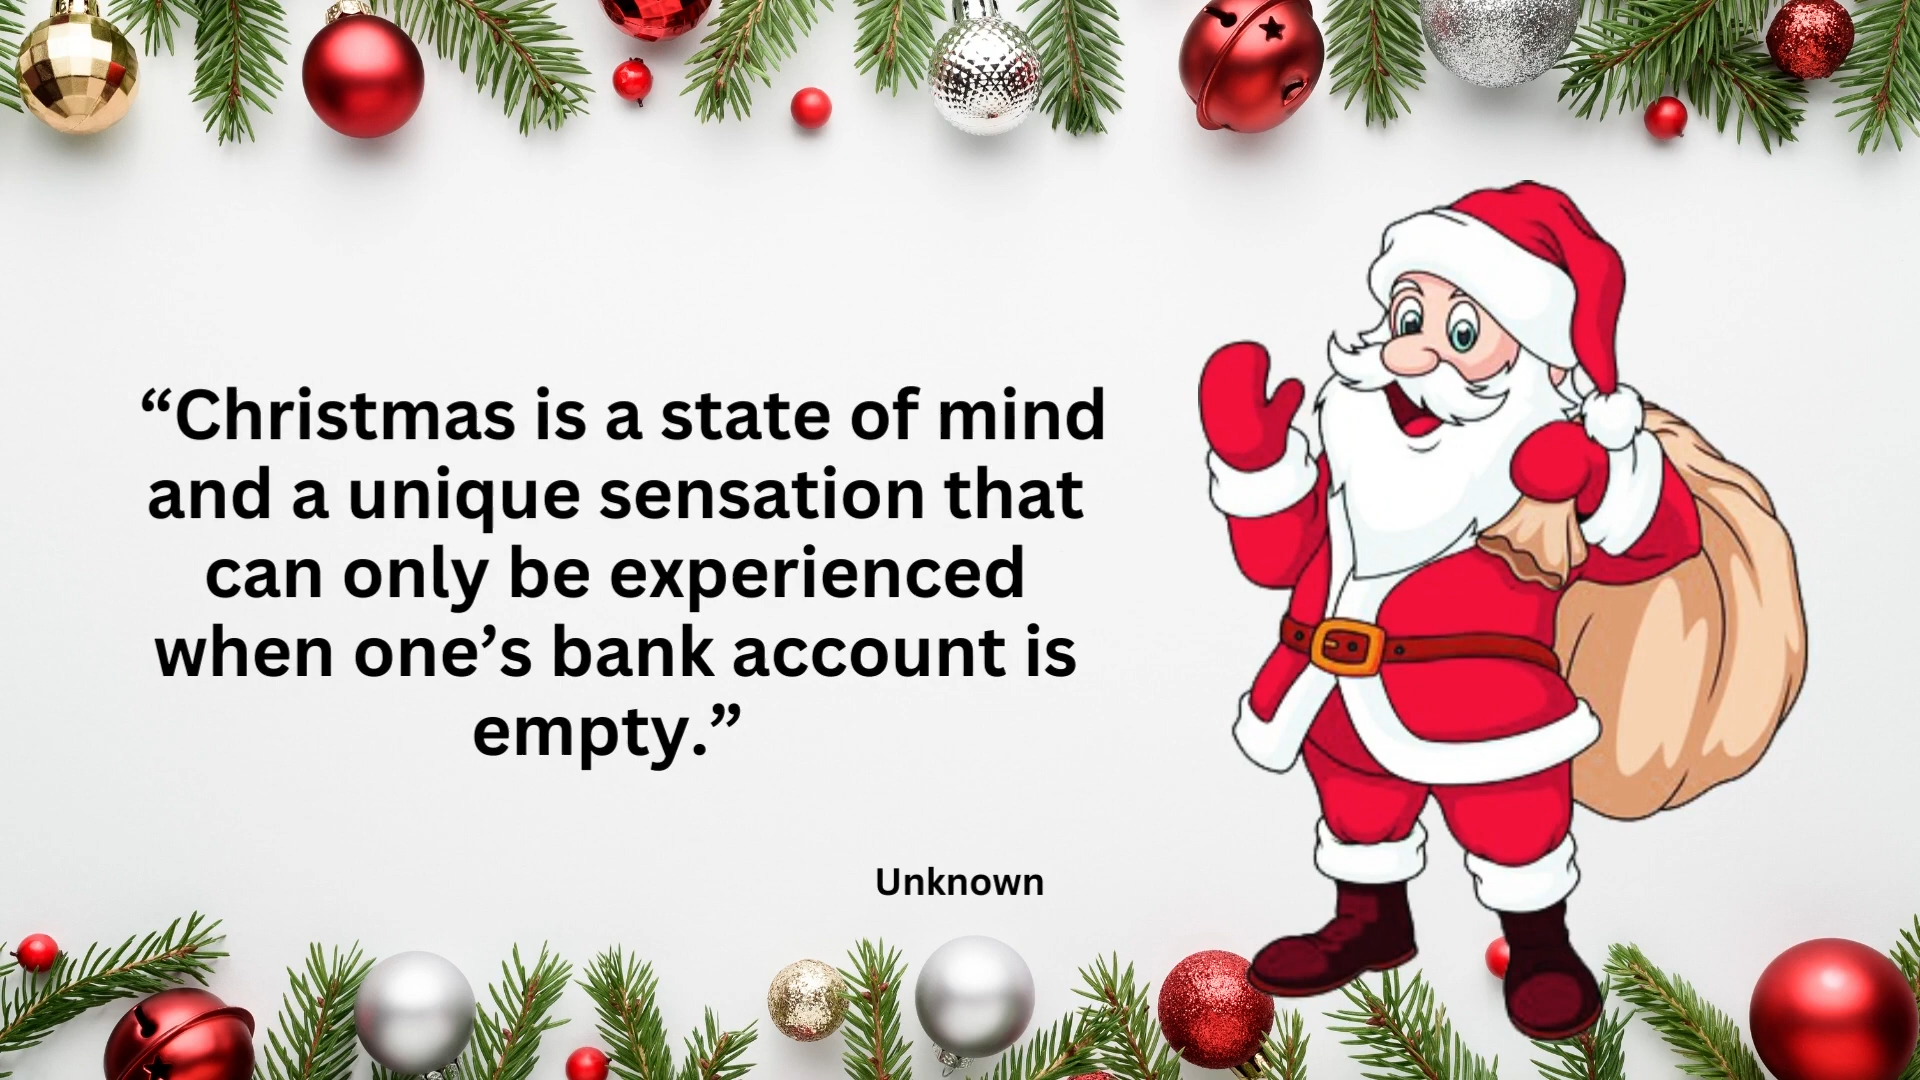 “Christmas is a state of mind
and a unique sensation that
can only be experienced
when one’s bank account is
empty.”
Unknown